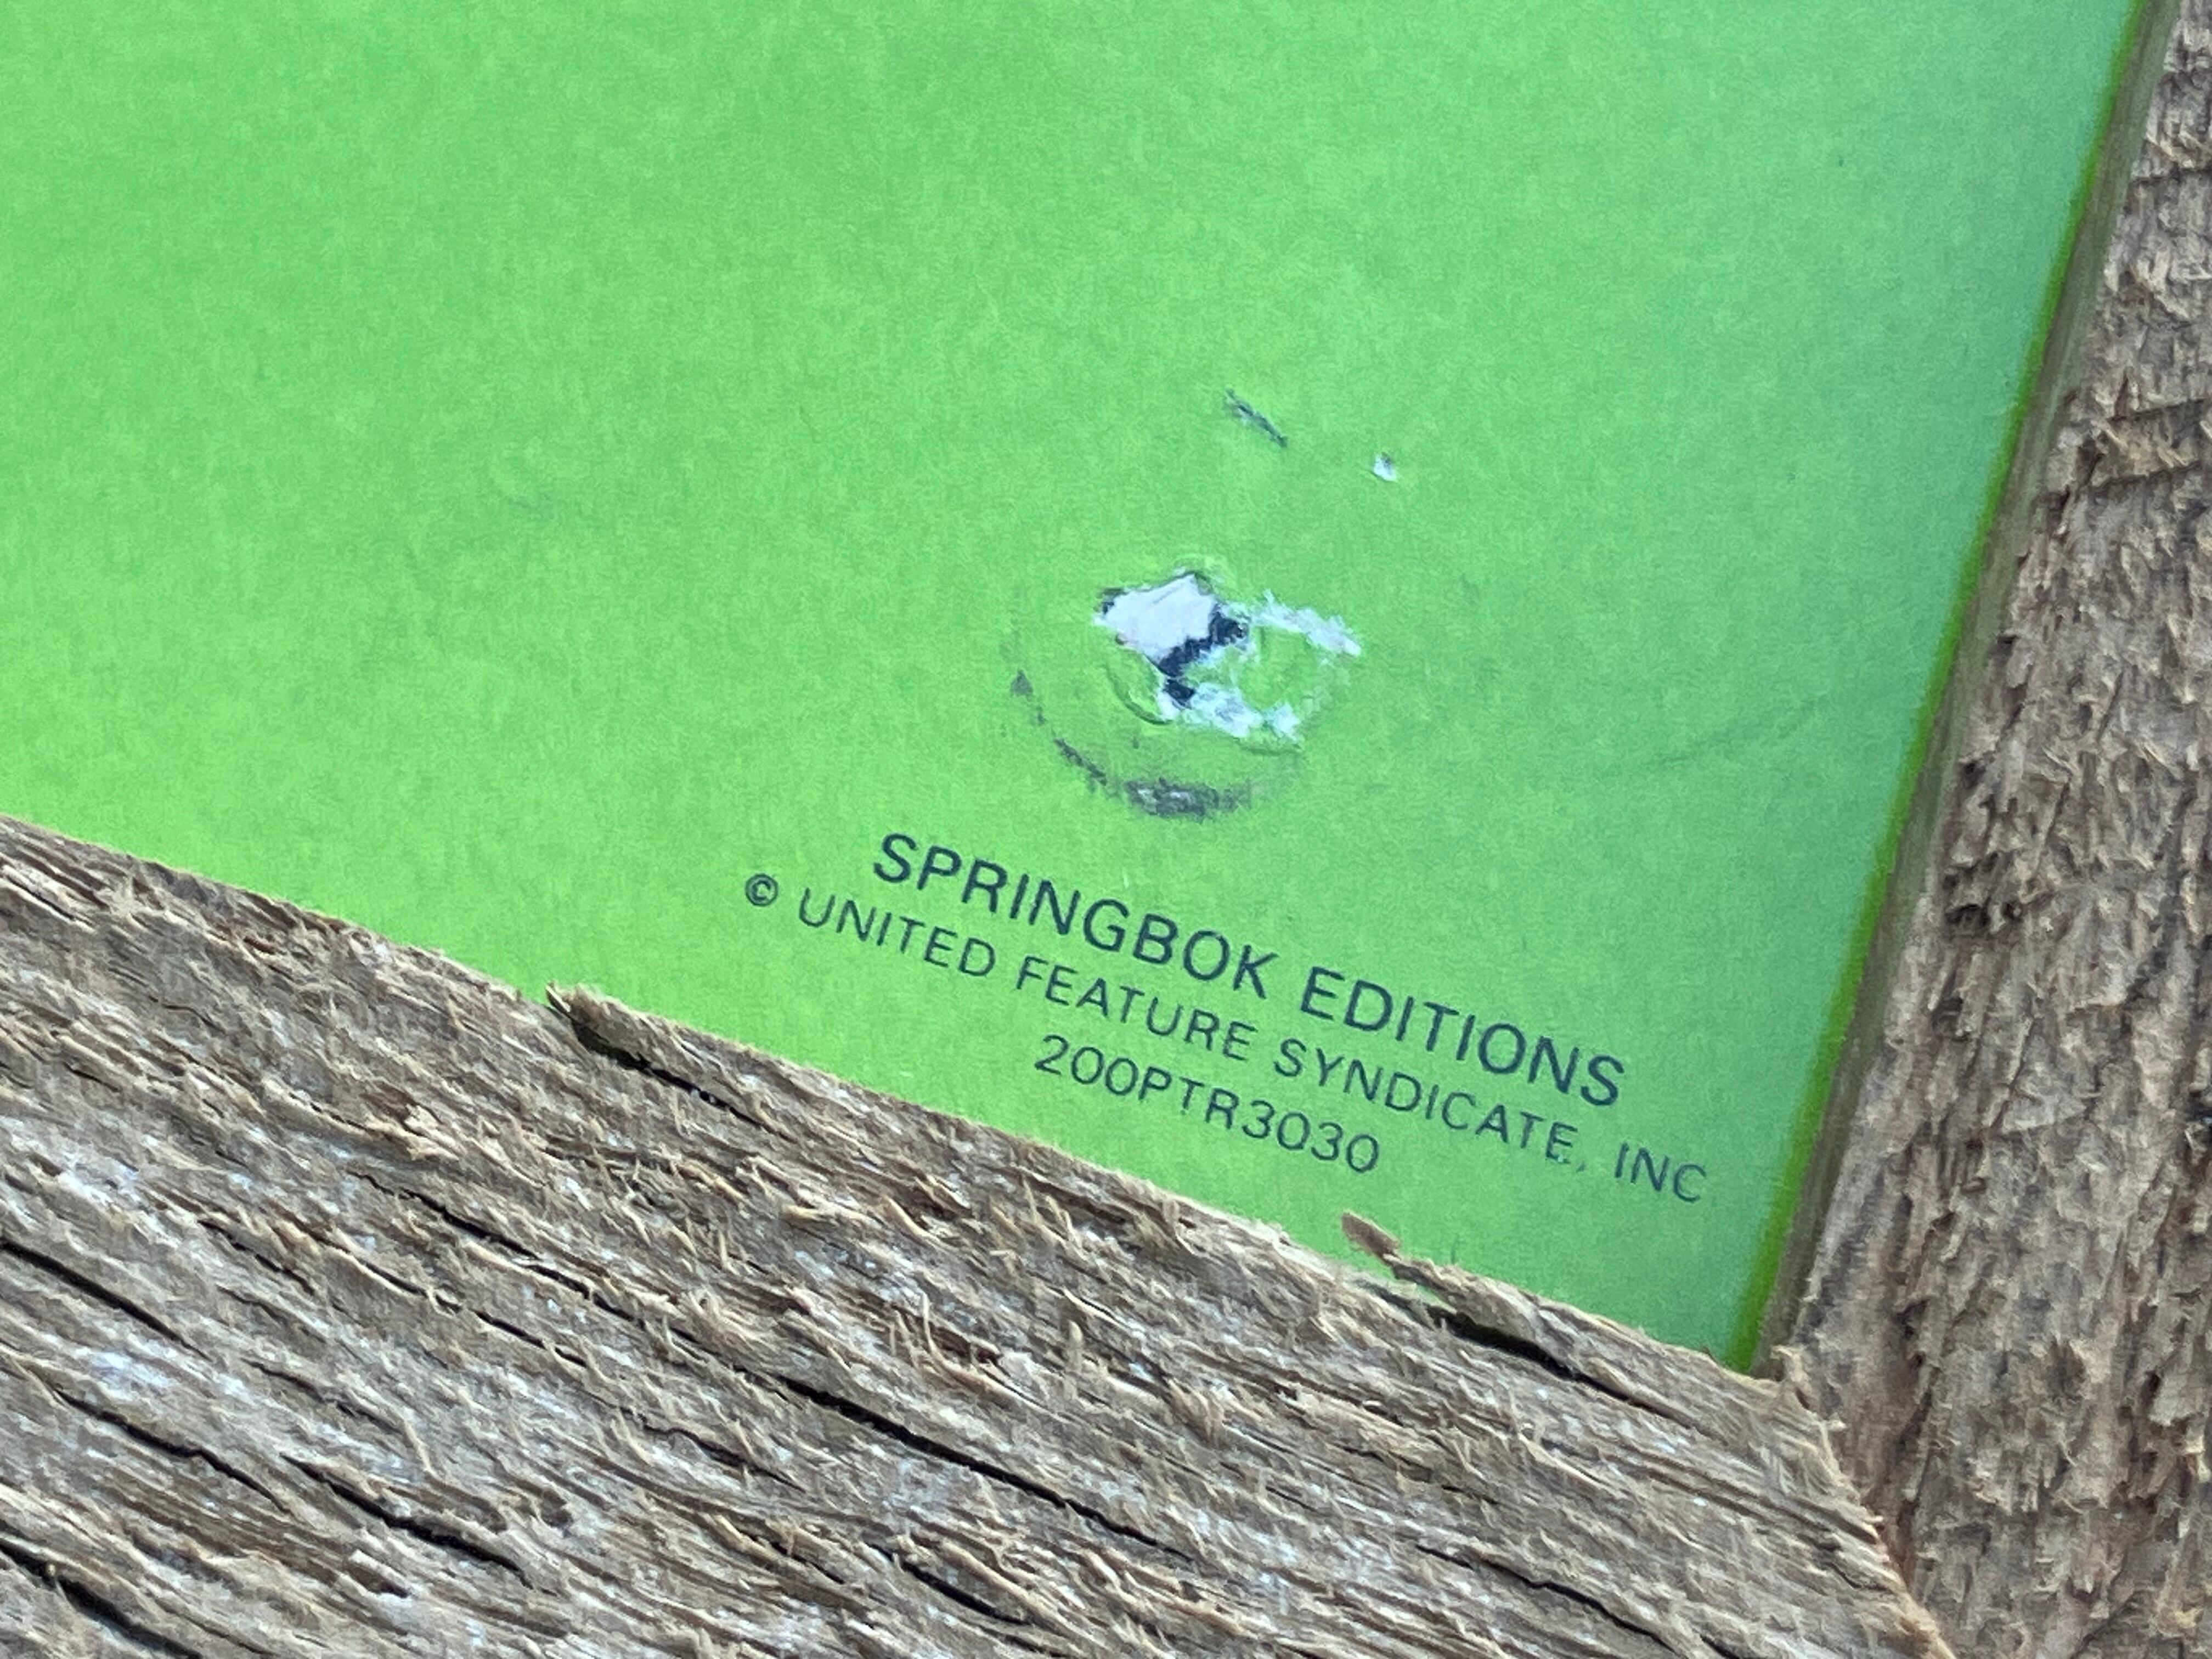 SPRINGBOK EDITIONS
© UNITED FEATURE SYNDICATE, INC
200PTR3030